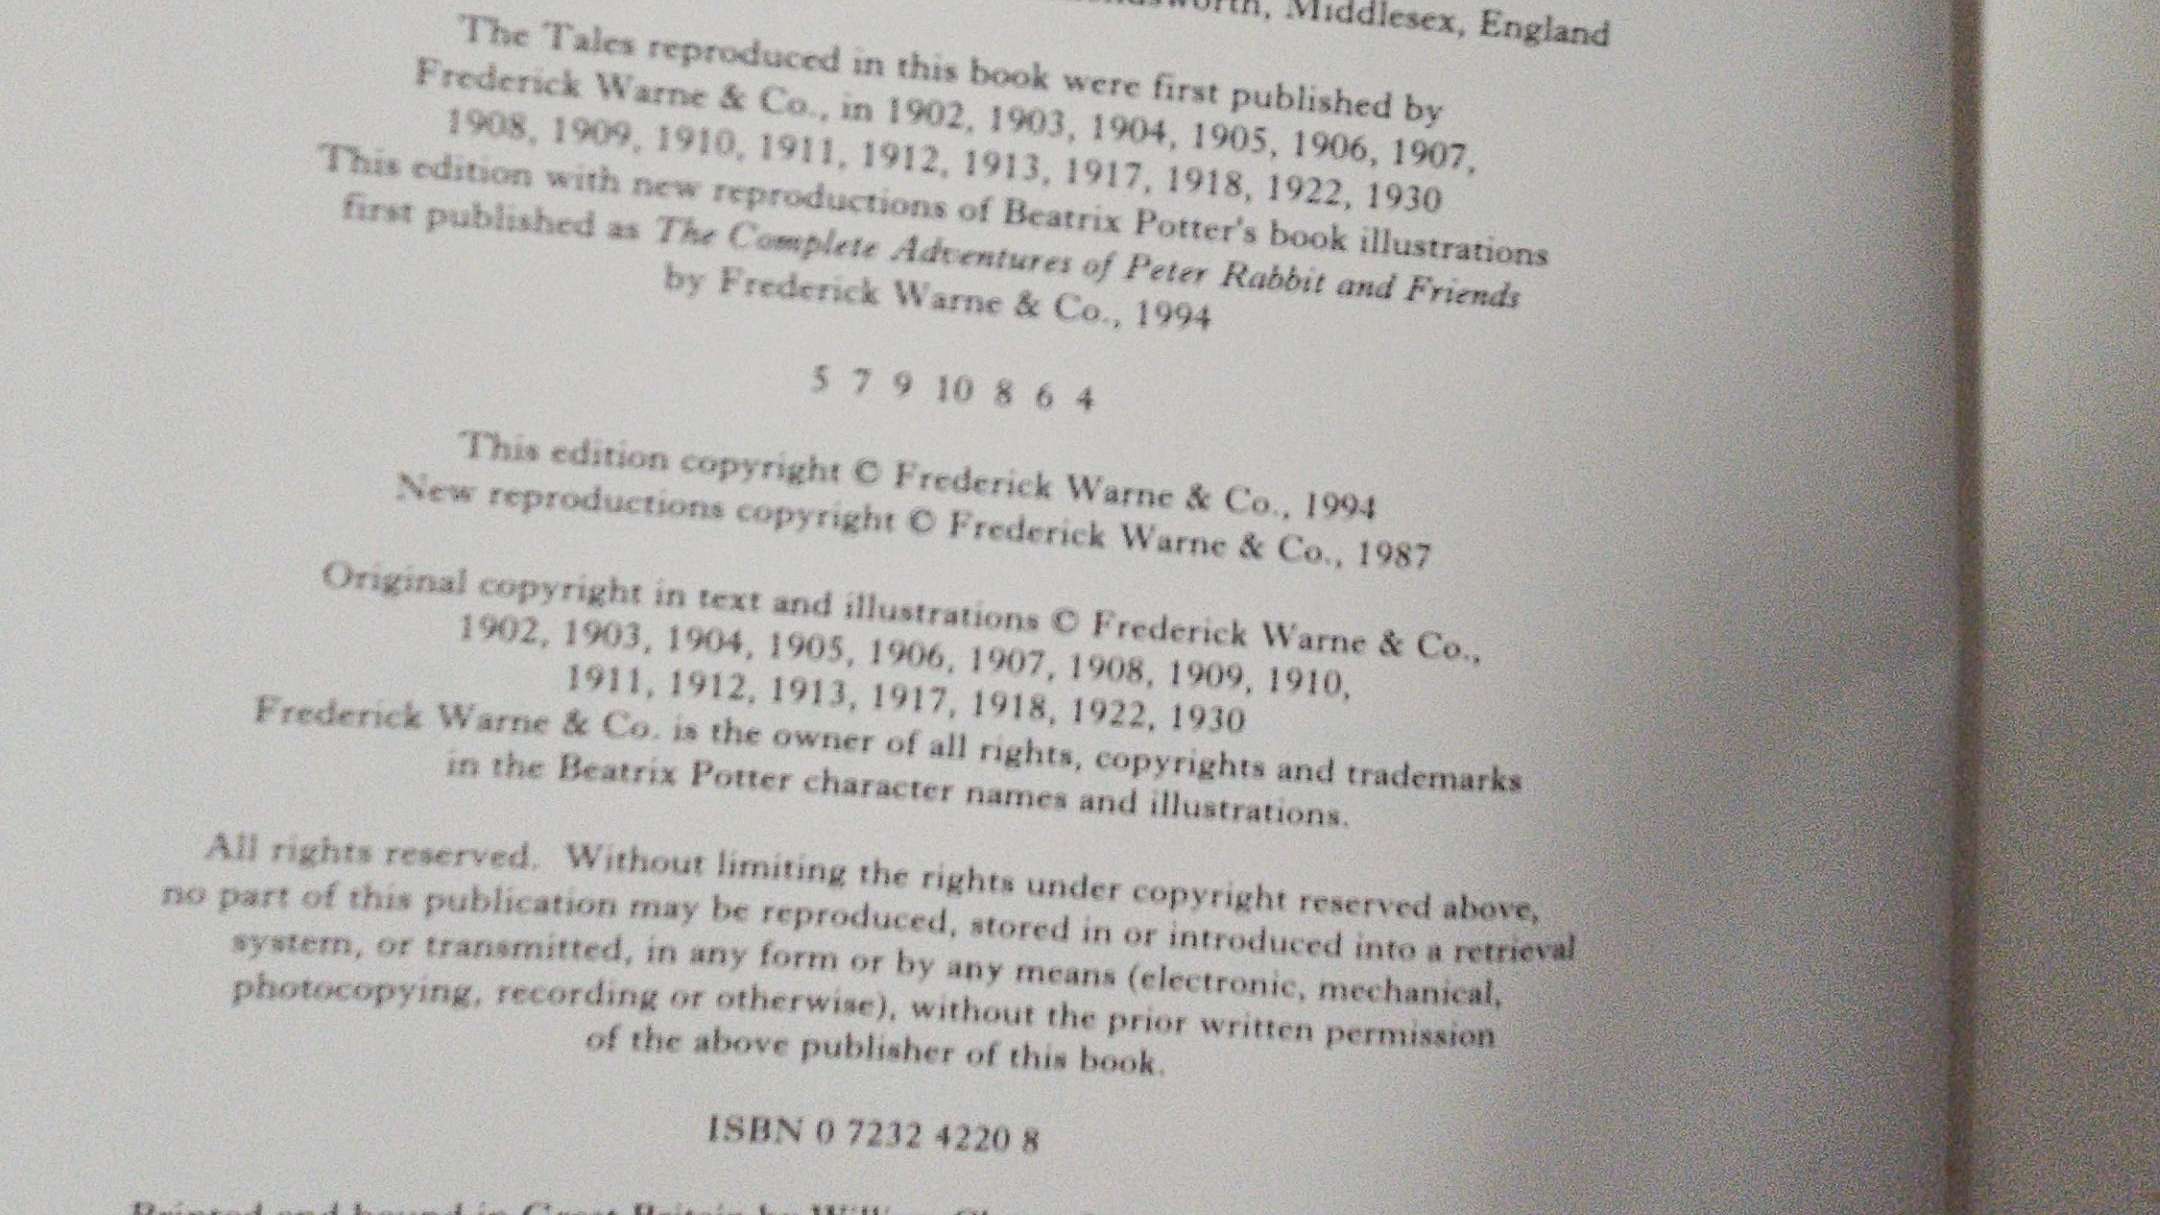 Middlesex, England
The Tales reproduced in this book were first published by
Frederick Warne & Co., in 1902, 1903, 1904, 1905, 1906, 1907,
1908, 1909, 1910, 1911, 1912, 1913, 1917, 1918, 1922, 1930
This edition with new reproductions of Beatrix Potter's book illustrations
first published as The Complete Adventures of Peter Rabbit and Friends
by Frederick Warne & Co., 1994
5 7 9 10 8 6 4
This edition copyright © Frederick Warne & Co., 1994
New reproductions copyright © Frederick Warne & Co., 1987
Original copyright in text and illustrations © Frederick Warne & Co.,
1902, 1903, 1904, 1905, 1906, 1907, 1908, 1909, 1910,
1911, 1912, 1913, 1917, 1918, 1922, 1930
Frederick Warne & Co. is the owner of all rights, copyrights and trademarks
in the Beatrix Potter character names and illustrations.
All rights reserved. Without limiting the rights under copyright reserved above,
no part of this publication may be reproduced, stored in or introduced into a retrieval
system, or transmitted, in any form or by any means (electronic, mechanical,
photocopying, recording or otherwise), without the prior written permission
of the above publisher of this book.
ISBN 0 7232 4220 8
Printed and bound in Great Britain by